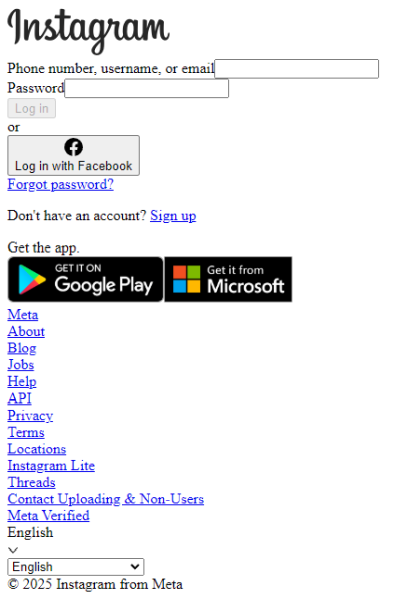 Instagram
Phone number, username, or email
Password
Log in
or
Log in with Facebook
Forgot password?
Don't have an account? Sign up
Get the app.
GET IT ON
Google Play
Get it from
Microsoft
Meta
About
Blog
Jobs
Help
API
Privacy
Terms
Locations
Instagram Lite
Threads
Contact Uploading & Non-Users
Meta Verified
English
English
© 2025 Instagram from Meta